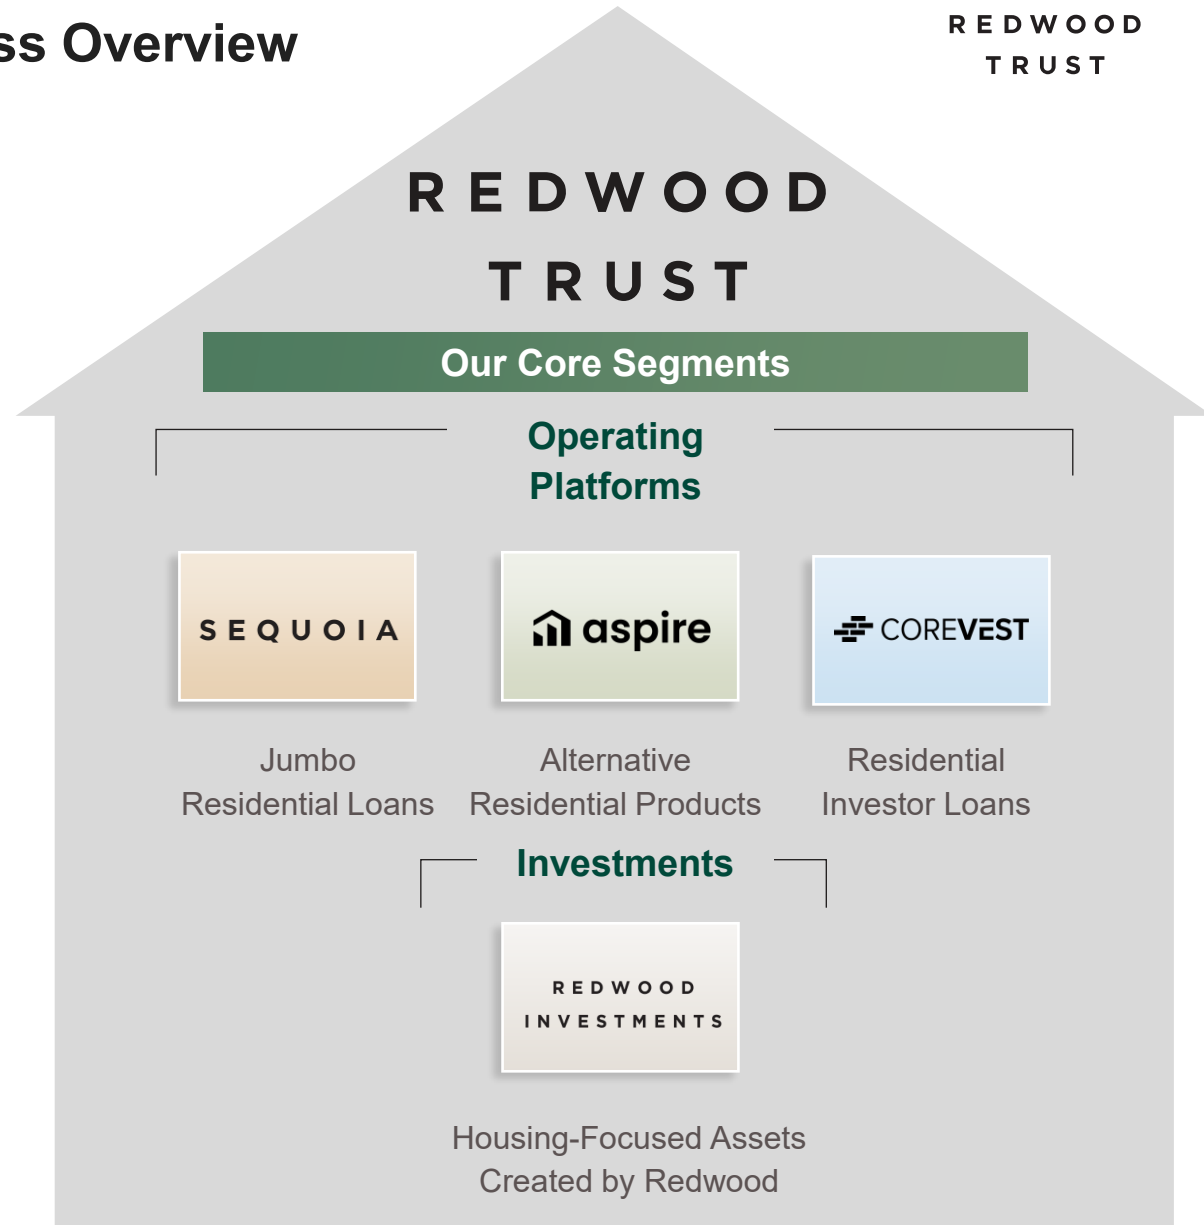 ss Overview
REDWOOD
TRUST
REDWOOD
TRUST
Our Core Segments
Operating
Platforms
SEQUOIA
aspire
COREVEST
Jumbo
Residential Loans
Alternative
Residential Products
Residential
Investor Loans
Investments
REDWOOD
INVESTMENTS
Housing-Focused Assets
Created by Redwood